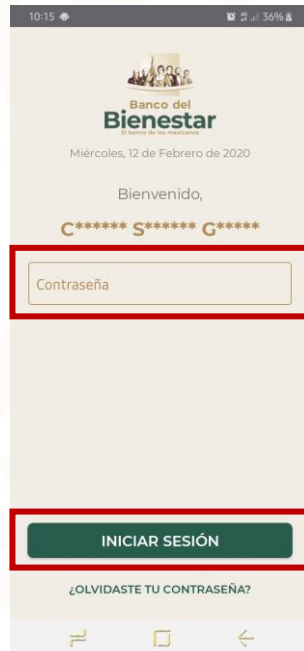 10:15 36%
Banco del
Bienestar
El banco de los mexicanos
Miércoles, 12 de Febrero de 2020
Bienvenido,
C****** S****** G*****
Contraseña
INICIAR SESIÓN
¿OLVIDASTE TU CONTRASEÑA?